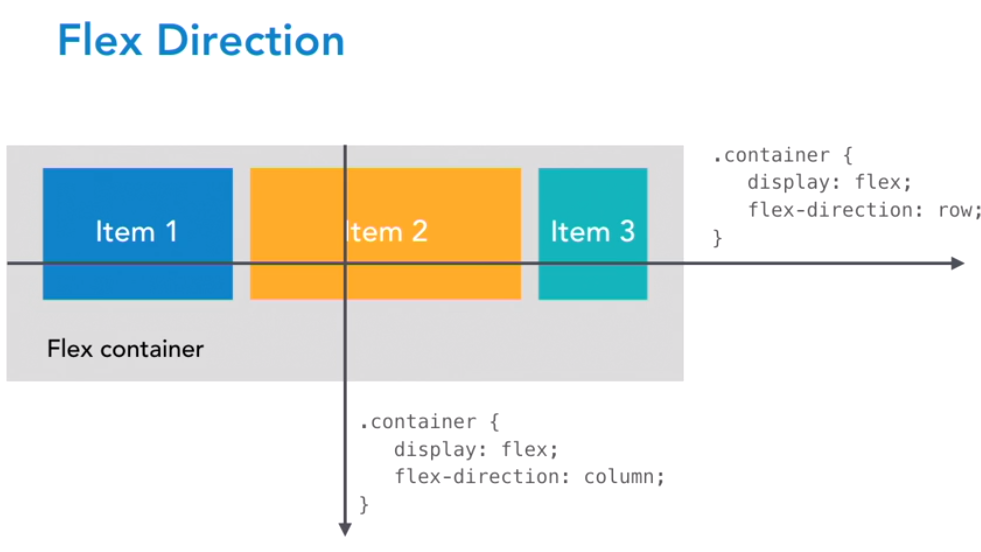 Flex Direction
.container {
display: flex;
flex-direction: row;
}
Item 1
Item 2
Item 3
Flex container
.container {
display: flex;
flex-direction: column;
}